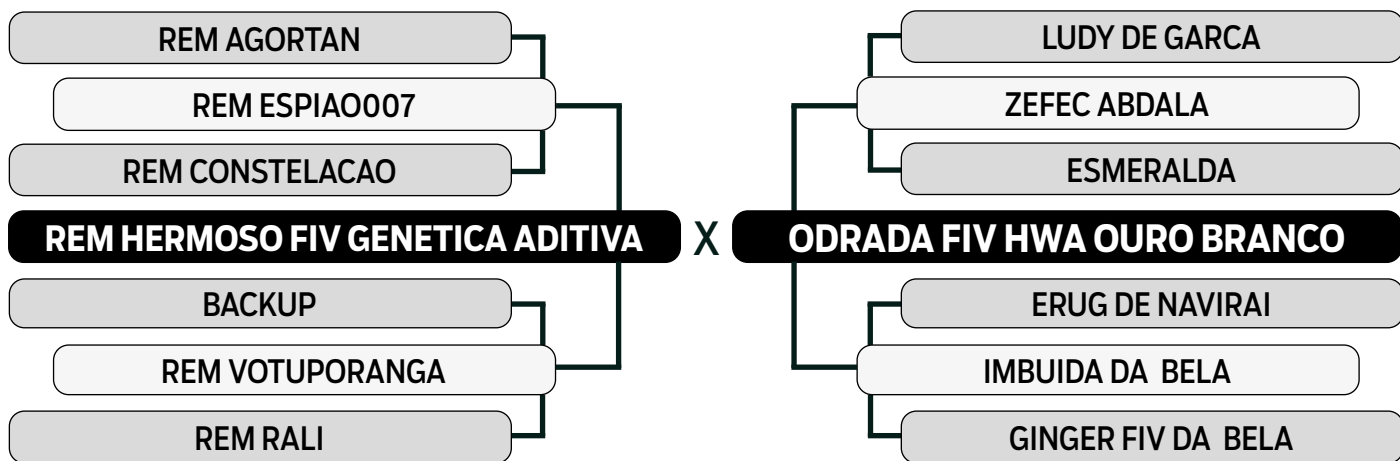 REM AGORTAN
REM ESPIAO007
REM CONSTELACAO
REM HERMOSO FIV GENETICA ADITIVA
BACKUP
REM VOTUPORANGA
REM RALI
X
LUDY DE GARCA
ZEFEC ABDALA
ESMERALDA
ODRADA FIV HWA OURO BRANCO
ERUG DE NAVIRAI
IMBUIDA DA  BELA
GINGER FIV DA  BELA